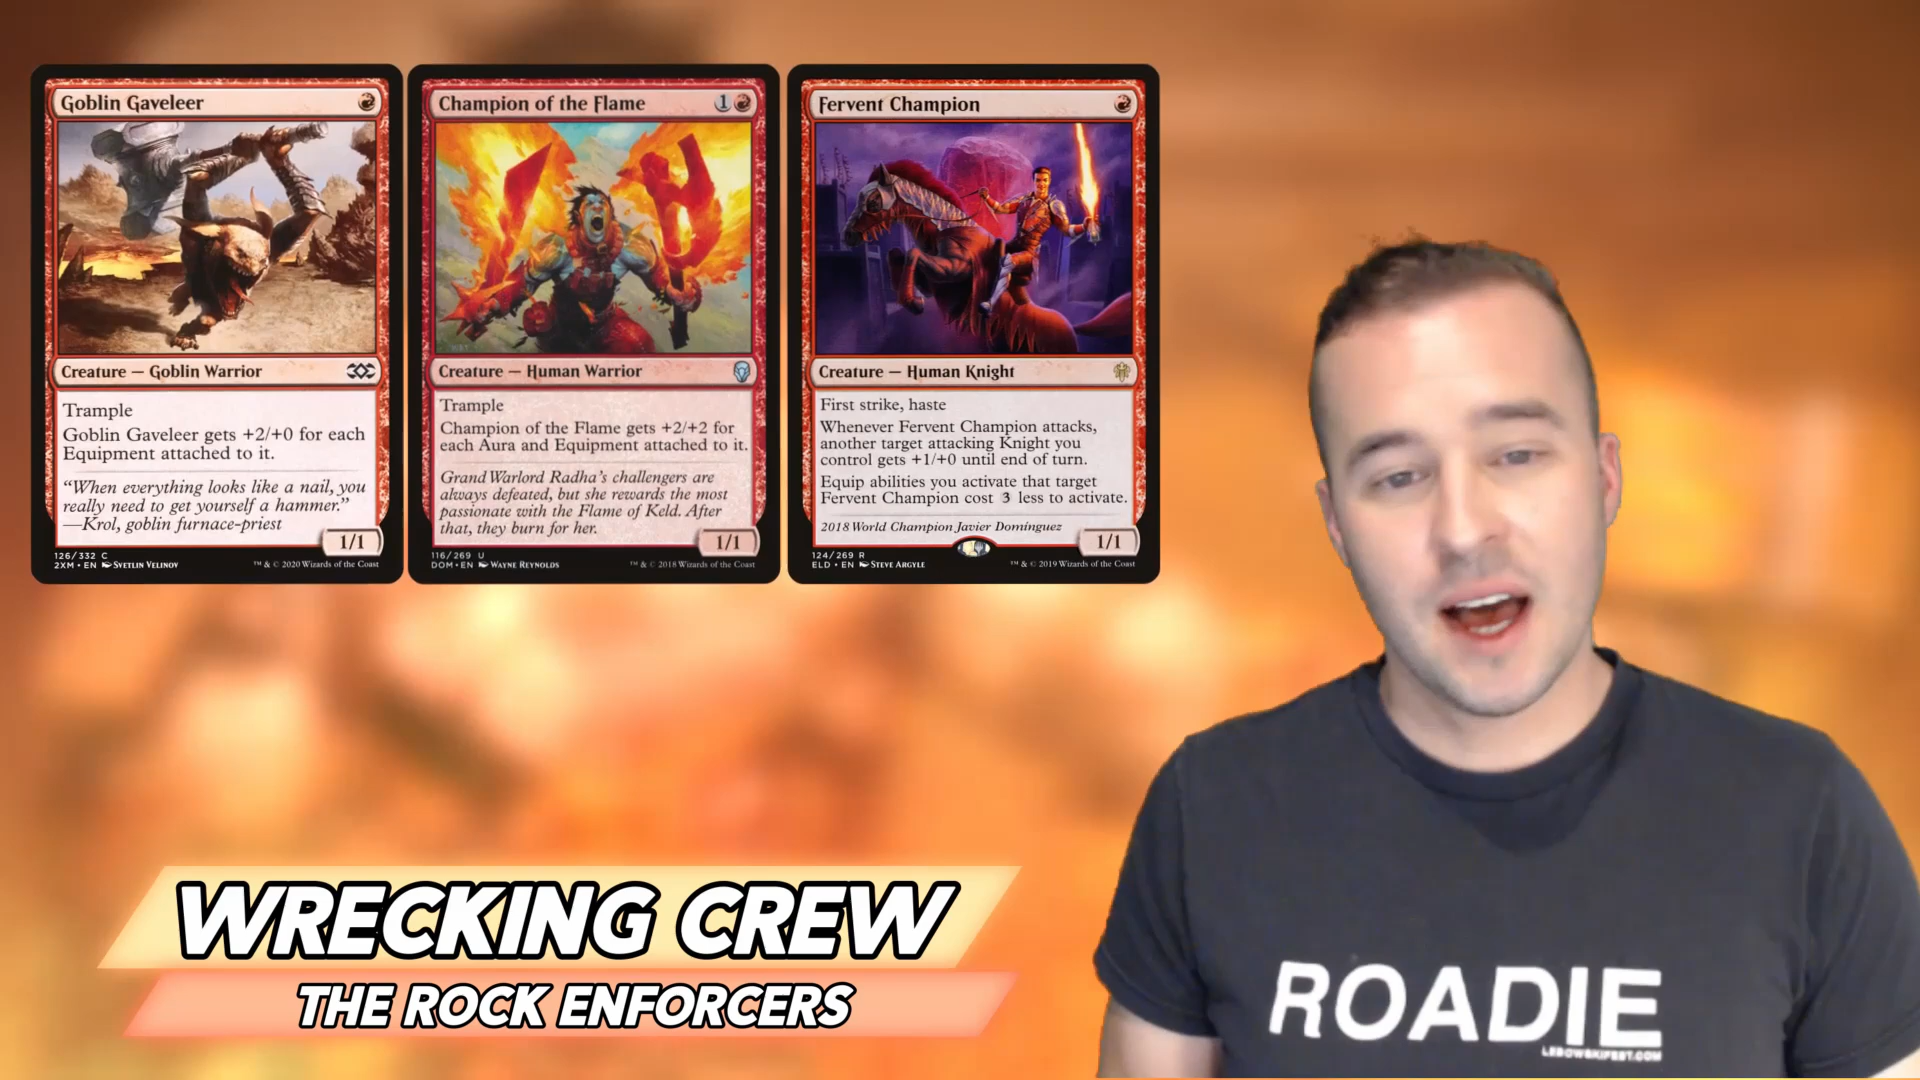 Goblin Gaveleer
Creature — Goblin Warrior
Trample
Goblin Gaveleer gets +2/+0 for each
Equipment attached to it.
“When everything looks like a nail, you
really need to get yourself a hammer.”
—Krol, goblin furnace-priest
1/1
126/332 C
2XM • EN Svetlin Velinov
™ & © 2020 Wizards of the Coast
Champion of the Flame
1
Creature — Human Warrior
Trample
Champion of the Flame gets +2/+2 for
each Aura and Equipment attached to it.
Grand Warlord Radha’s challengers are
always defeated, but she rewards the most
passionate with the Flame of Keld. After
that, they burn for her.
1/1
116/269 U
DOM • EN Wayne Reynolds
™ & © 2018 Wizards of the Coast
Fervent Champion
Creature — Human Knight
First strike, haste
Whenever Fervent Champion attacks,
another target attacking Knight you
control gets +1/+0 until end of turn.
Equip abilities you activate that target
Fervent Champion cost 3 less to activate.
2018 World Champion Javier Domínguez
1/1
124/269 R
ELD • EN Steve Argyle
™ & © 2019 Wizards of the Coast
WRECKING CREW
THE ROCK ENFORCERS
ROADIE
LEBOWSKIFEST.COM